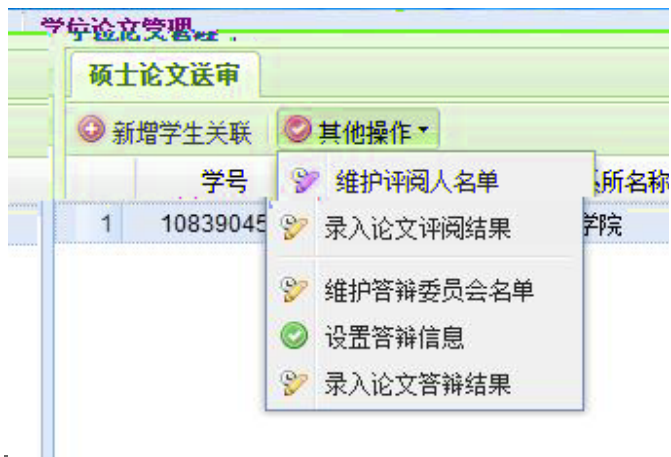 学位论文管理
硕士论文送审
新增学生关联 其他操作
学号 维护评阅人名单 所名称
1 10839045 录入论文评阅结果 学院
维护答辩委员会名单
设置答辩信息
录入论文答辩结果